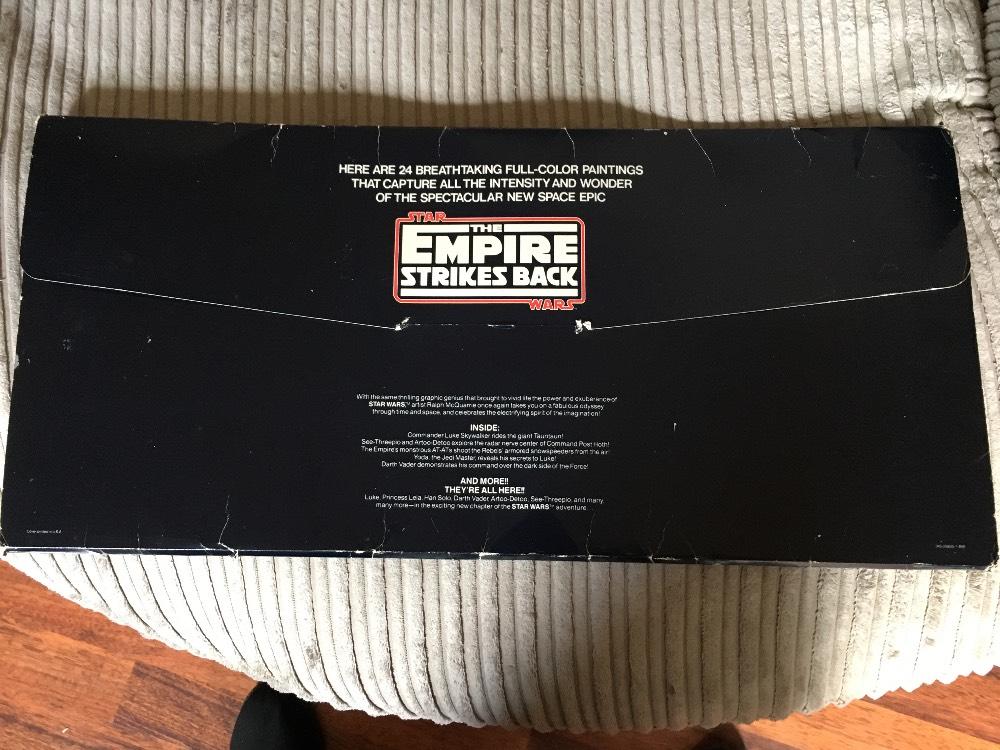 HERE ARE 24 BREATHTAKING FULL-COLOR PAINTINGS
THAT CAPTURE ALL THE INTENSITY AND WONDER
OF THE SPECTACULAR NEW SPACE EPIC
STAR
THE
EMPIRE
STRIKES BACK
WARS
With the same thrilling graphic genius that brought to vivid life the power and exuberance of
STAR WARS,™ artist Ralph McQuarrie once again takes you on a fabulous odyssey
through time and space, and celebrates the electrifying spirit of the imagination!
INSIDE:
Commander Luke Skywalker rides the giant Tauntaun!
See-Threepio and Artoo-Detoo explore the radar nerve center of Command Post Hoth!
The Empire's monstrous AT-ATs shoot the Rebels' armored snowspeeders from the air!
Yoda, the Jedi Master, reveals his secrets to Luke!
Darth Vader demonstrates his command over the dark side of the Force!
AND MORE!!
THEY'RE ALL HERE!!
Luke, Princess Leia, Han Solo, Darth Vader, Artoo-Detoo, See-Threepio, and many,
many more—in the exciting new chapter of the STAR WARS™ adventure.